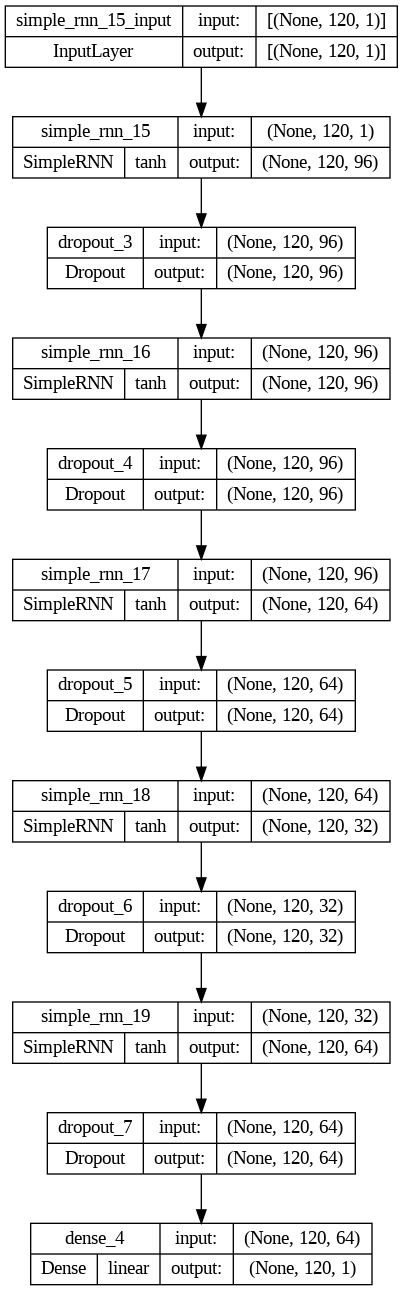 simple_rnn_15_input input: [(None, 120, 1)]
InputLayer output: [(None, 120, 1)]
simple_rnn_15 input: (None, 120, 1)
SimpleRNN tanh output: (None, 120, 96)
dropout_3 input: (None, 120, 96)
Dropout output: (None, 120, 96)
simple_rnn_16 input: (None, 120, 96)
SimpleRNN tanh output: (None, 120, 96)
dropout_4 input: (None, 120, 96)
Dropout output: (None, 120, 96)
simple_rnn_17 input: (None, 120, 96)
SimpleRNN tanh output: (None, 120, 64)
dropout_5 input: (None, 120, 64)
Dropout output: (None, 120, 64)
simple_rnn_18 input: (None, 120, 64)
SimpleRNN tanh output: (None, 120, 32)
dropout_6 input: (None, 120, 32)
Dropout output: (None, 120, 32)
simple_rnn_19 input: (None, 120, 32)
SimpleRNN tanh output: (None, 120, 64)
dropout_7 input: (None, 120, 64)
Dropout output: (None, 120, 64)
dense_4 input: (None, 120, 64)
Dense linear output: (None, 120, 1)